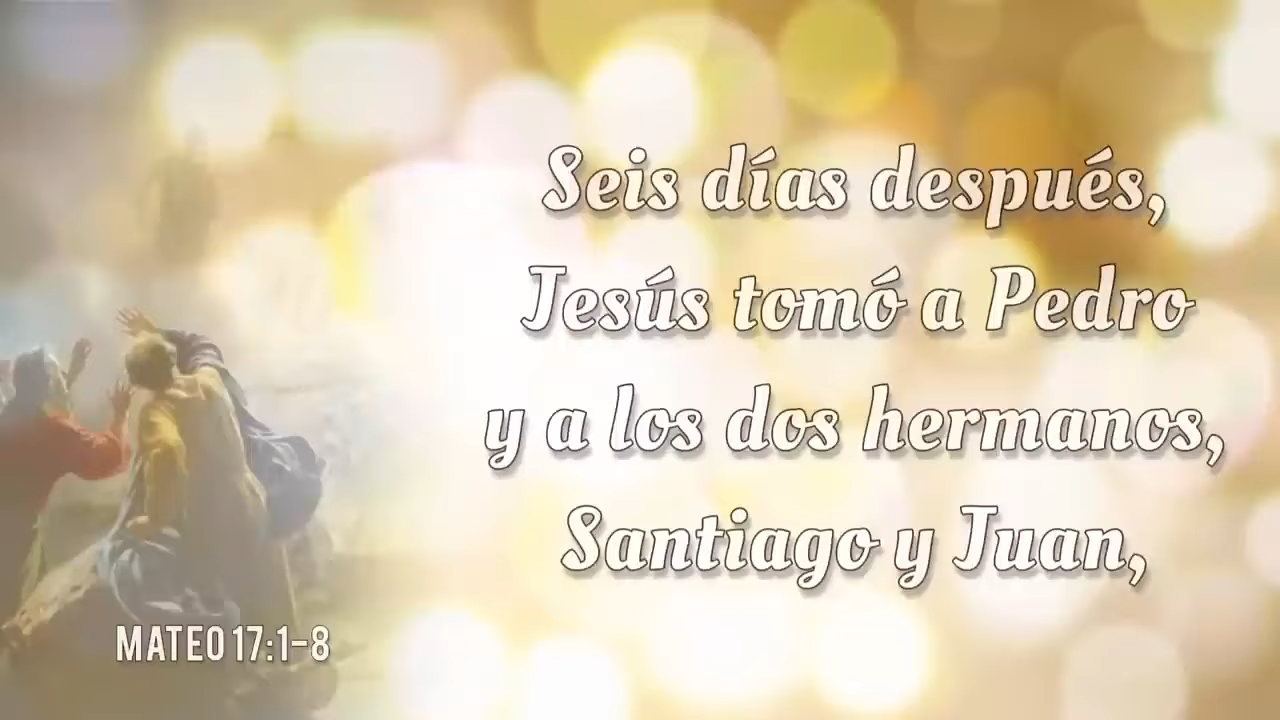 Seis días después,
Jesús tomó a Pedro
y a los dos hermanos,
Santiago y Juan,
MATEO 17:1-8